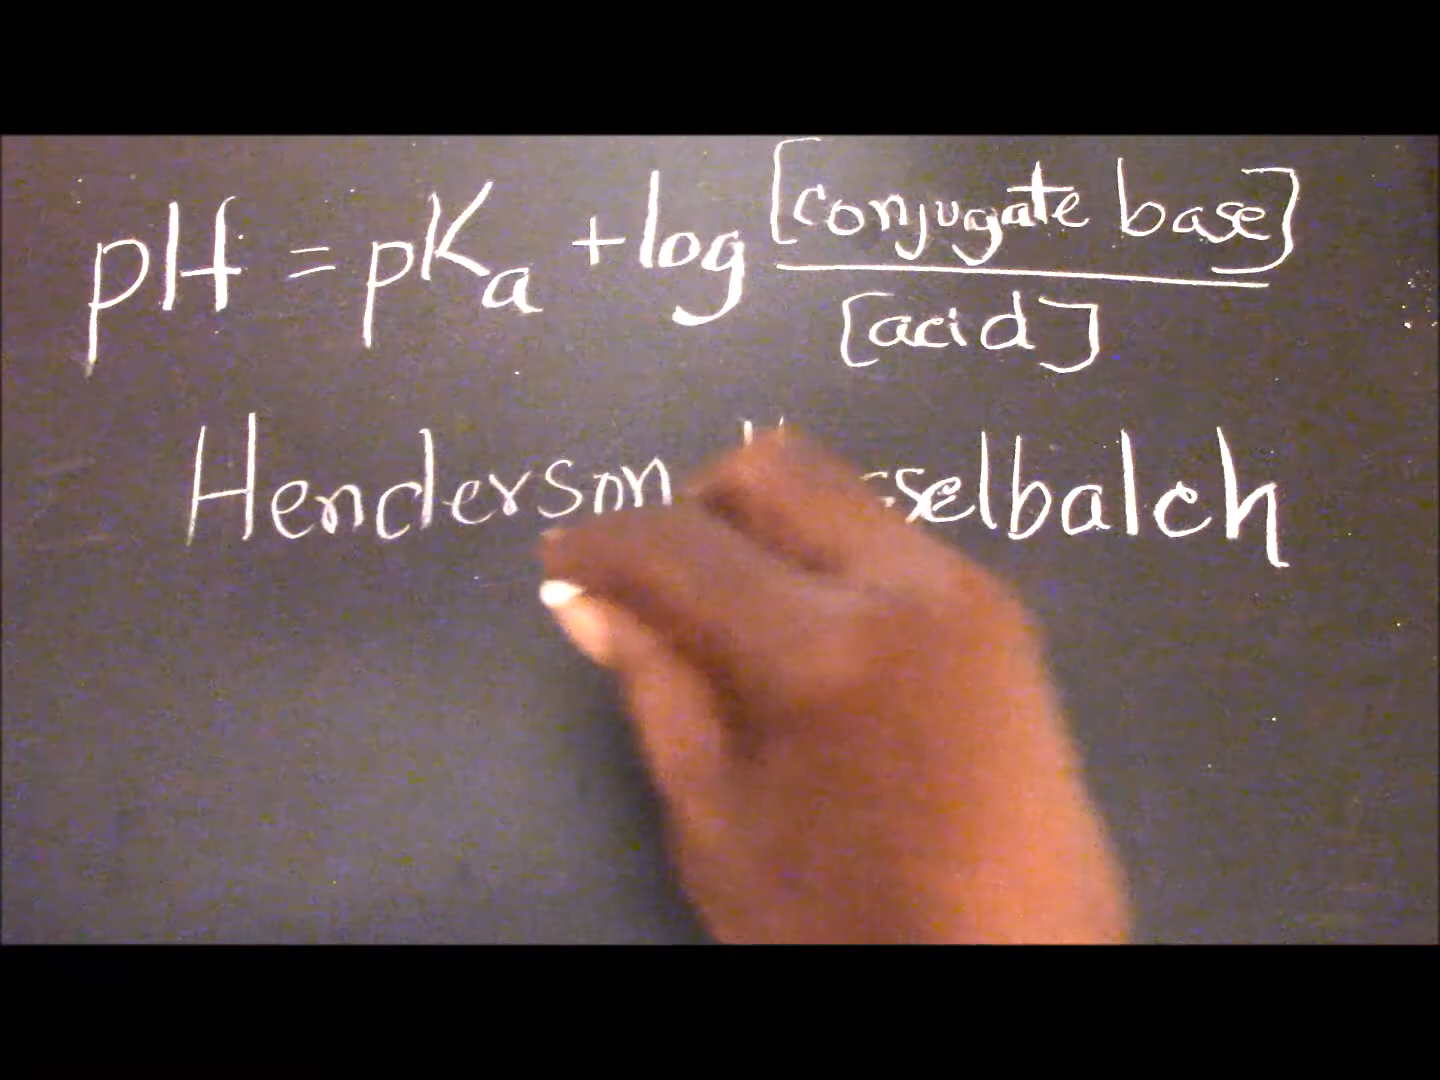 pH = pKa + log [conjugate base] / [acid]
Henderson